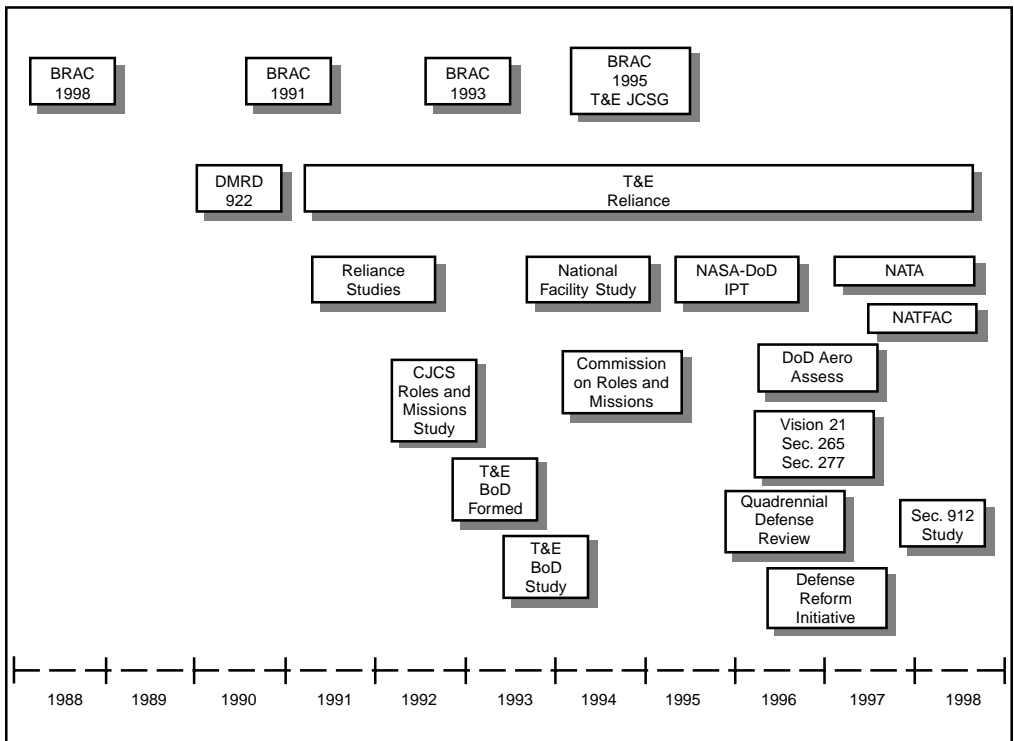 BRAC
1998
BRAC
1991
BRAC
1993
BRAC
1995
T&E JCSG
DMRD
922
T&E
Reliance
Reliance
Studies
National
Facility Study
NASA-DoD
IPT
NATA
NATFAC
CJCS
Roles and
Missions
Study
Commission
on Roles and
Missions
DoD Aero
Assess
Vision 21
Sec. 265
Sec. 277
T&E
BoD
Formed
Quadrennial
Defense
Review
Sec. 912
Study
T&E
BoD
Study
Defense
Reform
Initiative
1988
1989
1990
1991
1992
1993
1994
1995
1996
1997
1998